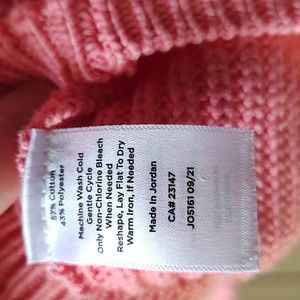 57% Cotton
43% Polyester
Machine Wash Cold
Gentle Cycle
Only Non-Chlorine Bleach
When Needed
Reshape, Lay Flat To Dry
Warm Iron, If Needed
Made In Jordan
CA# 23147
JO5161 09/21